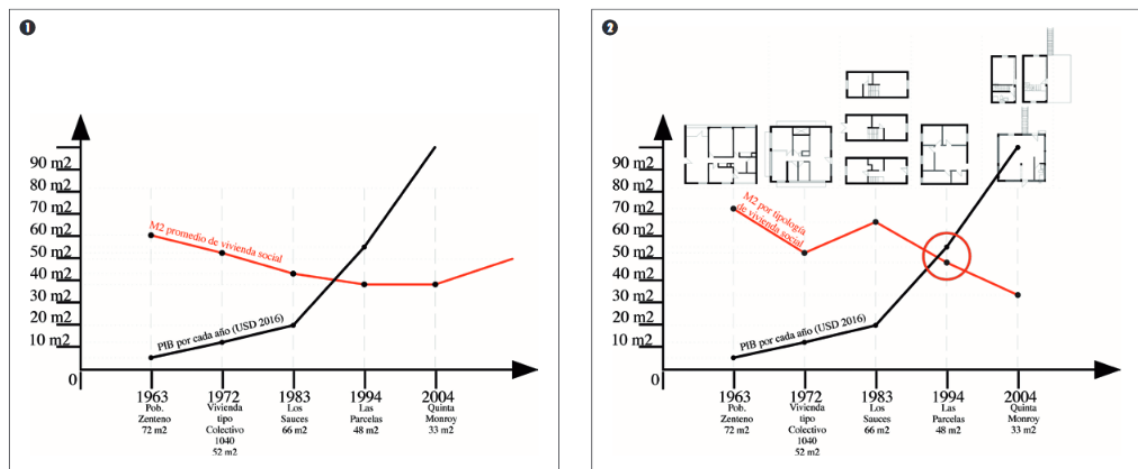 1
90 m2
80 m2
70 m2
60 m2
50 m2
40 m2
30 m2
20 m2
10 m2
0
M2 promedio de vivienda social
PIB por cada año (USD 2016)
1963
Pob.
Zenteno
72 m2
1972
Vivienda
tipo
Colectivo
1040
52 m2
1983
Los
Sauces
66 m2
1994
Las
Parcelas
48 m2
2004
Quinta
Monroy
33 m2
2
90 m2
80 m2
70 m2
60 m2
50 m2
40 m2
30 m2
20 m2
10 m2
0
M2 por tipología
de vivienda social
PIB por cada año (USD 2016)
1963
Pob.
Zenteno
72 m2
1972
Vivienda
tipo
Colectivo
1040
52 m2
1983
Los
Sauces
66 m2
1994
Las
Parcelas
48 m2
2004
Quinta
Monroy
33 m2